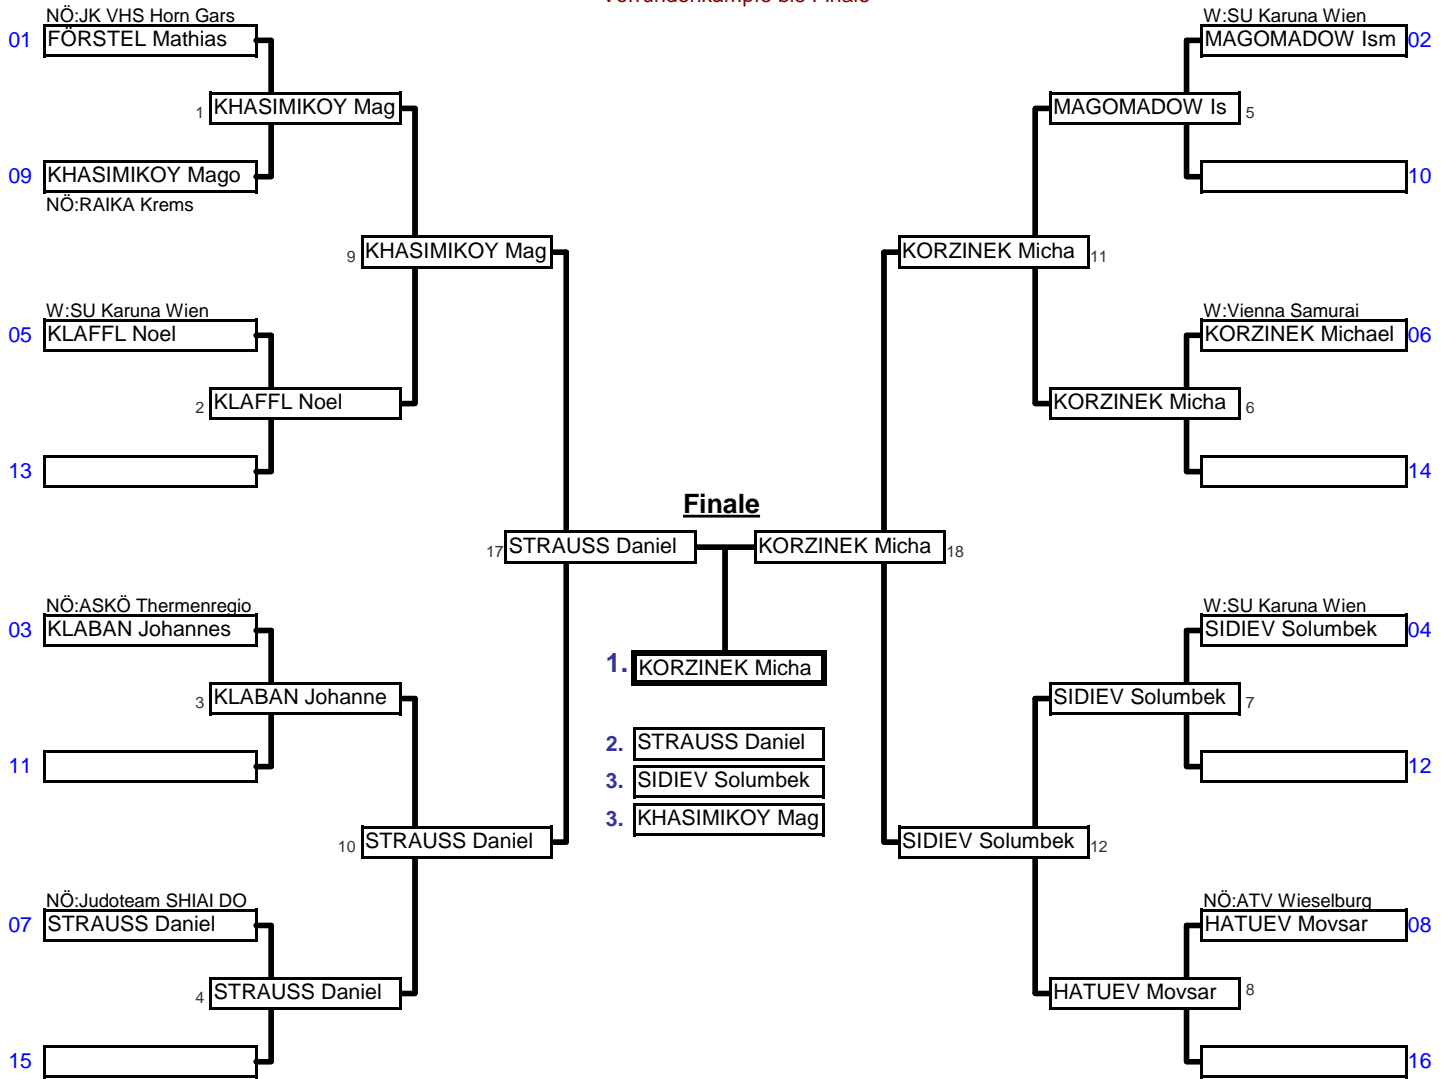 Vorrundenkämpfe bis Finale
NÖ:JK VHS Horn Gars
01 FÖRSTEL Mathias
1 KHASIMIKOY Mag
09 KHASIMIKOY Mago
NÖ:RAIKA Krems
9 KHASIMIKOY Mag
W:SU Karuna Wien
05 KLAFFL Noel
2 KLAFFL Noel
13
17 STRAUSS Daniel
NÖ:ASKÖ Thermenregio
03 KLABAN Johannes
3 KLABAN Johanne
11
10 STRAUSS Daniel
NÖ:Judoteam SHIAI DO
07 STRAUSS Daniel
4 STRAUSS Daniel
15
Finale
1. KORZINEK Micha
2. STRAUSS Daniel
3. SIDIEV Solumbek
3. KHASIMIKOY Mag
W:SU Karuna Wien
MAGOMADOW Ism 02
MAGOMADOW Is 5
10
KORZINEK Micha 11
W:Vienna Samurai
KORZINEK Michael 06
KORZINEK Micha 6
14
KORZINEK Micha 18
W:SU Karuna Wien
SIDIEV Solumbek 04
SIDIEV Solumbek 7
12
SIDIEV Solumbek 12
NÖ:ATV Wieselburg
HATUEV Movsar 08
HATUEV Movsar 8
16